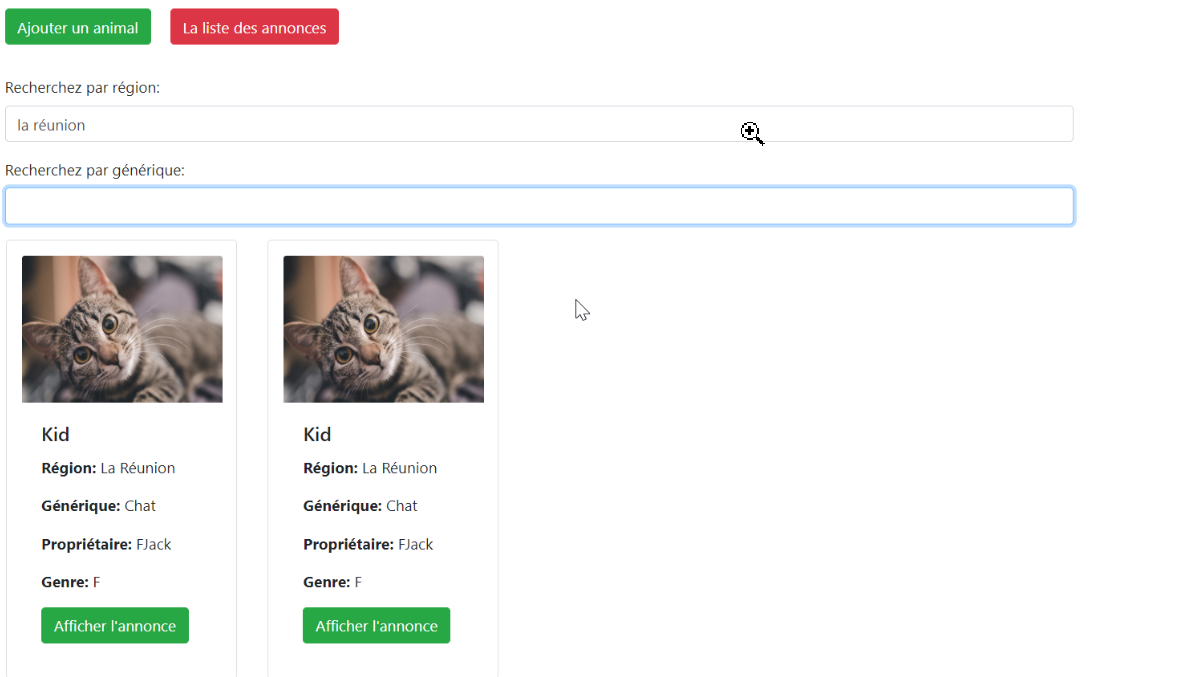 Ajouter un animal La liste des annonces
Recherchez par région:
la réunion
Recherchez par générique:
Kid Kid
Région: La Réunion Région: La Réunion
Générique: Chat Générique: Chat
Propriétaire: FJack Propriétaire: FJack
Genre: F Genre: F
Afficher l'annonce Afficher l'annonce